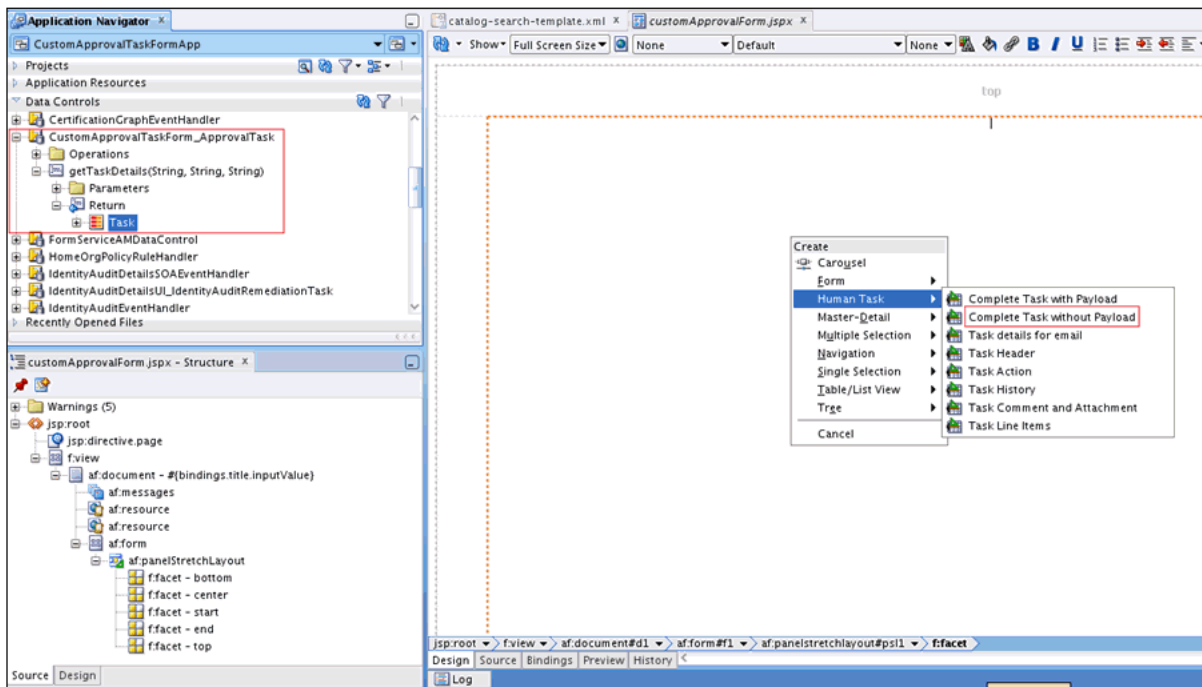 Application Navigator
CustomApprovalTaskFormApp
Projects
Application Resources
Data Controls
CertificationGraphEventHandler
CustomApprovalTaskForm_ApprovalTask
Operations
getTaskDetails(String, String, String)
Parameters
Return
Task
FormServiceAMDataControl
HomeOrgPolicyRuleHandler
IdentityAuditDetailsSOAEventHandler
IdentityAuditDetailsUI_IdentityAuditRemediationTask
IdentityAuditEventHandler
Recently Opened Files
customApprovalForm.jspx - Structure
Warnings (5)
jsp:root
jsp:directive.page
f:view
af:document - #{bindings.title.inputValue}
af:messages
af:resource
af:resource
af:form
af:panelStretchLayout
f:facet - bottom
f:facet - center
f:facet - start
f:facet - end
f:facet - top
Source Design
catalog-search-template.xml customApprovalForm.jspx
Show Full Screen Size None Default None B I U
top
Create
Carousel
Form
Human Task
Master-Detail
Multiple Selection
Navigation
Single Selection
Table/List View
Tree
Cancel
Complete Task with Payload
Complete Task without Payload
Task details for email
Task Header
Task Action
Task History
Task Comment and Attachment
Task Line Items
jsp:root f:view af:document#d1 af:form#f1 af:panelstretchlayout#psl1 f:facet
Design Source Bindings Preview History
Log